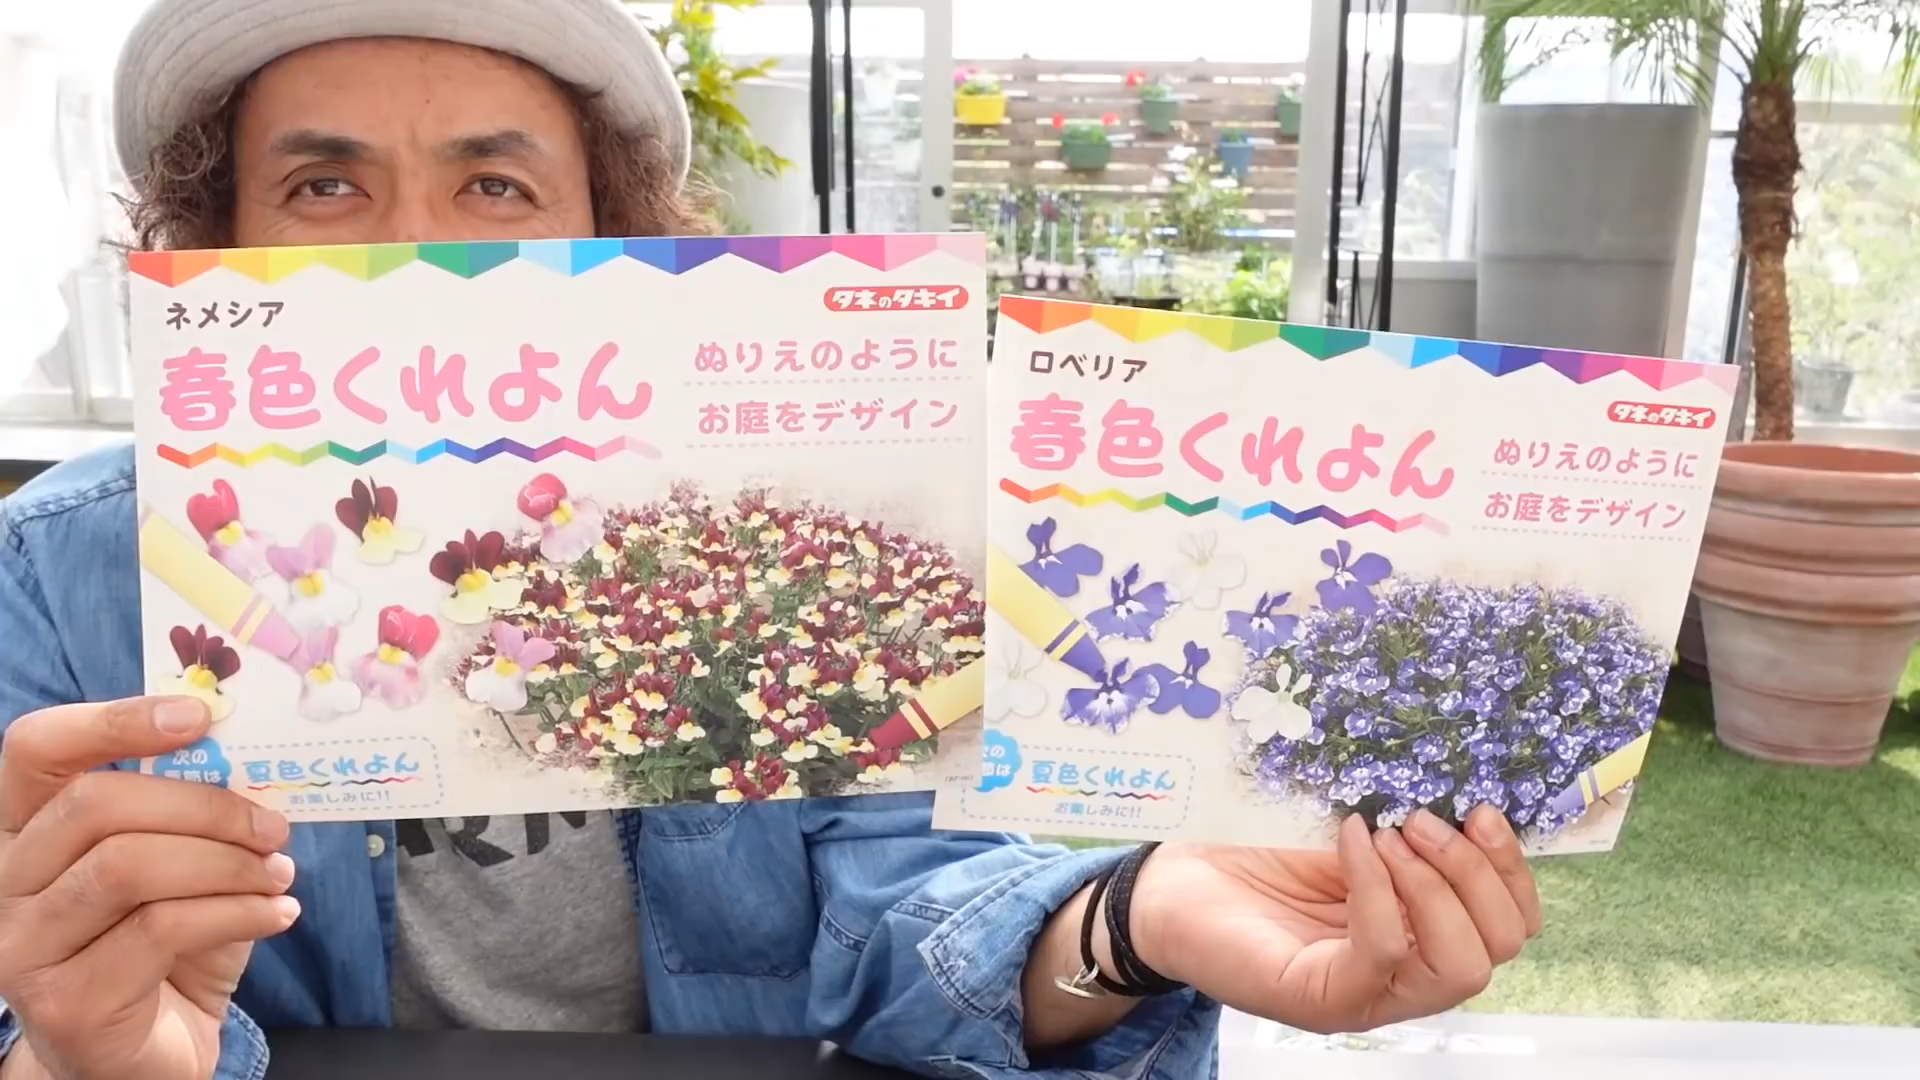 ネメシア
タネのタキイ
春色くれよん
ぬりえのように
お庭をデザイン
次の
季節は
夏色くれよん
お楽しみに!!
ロベリア
タネのタキイ
春色くれよん
ぬりえのように
お庭をデザイン
次の
節は
夏色くれよん
お楽しみに!!